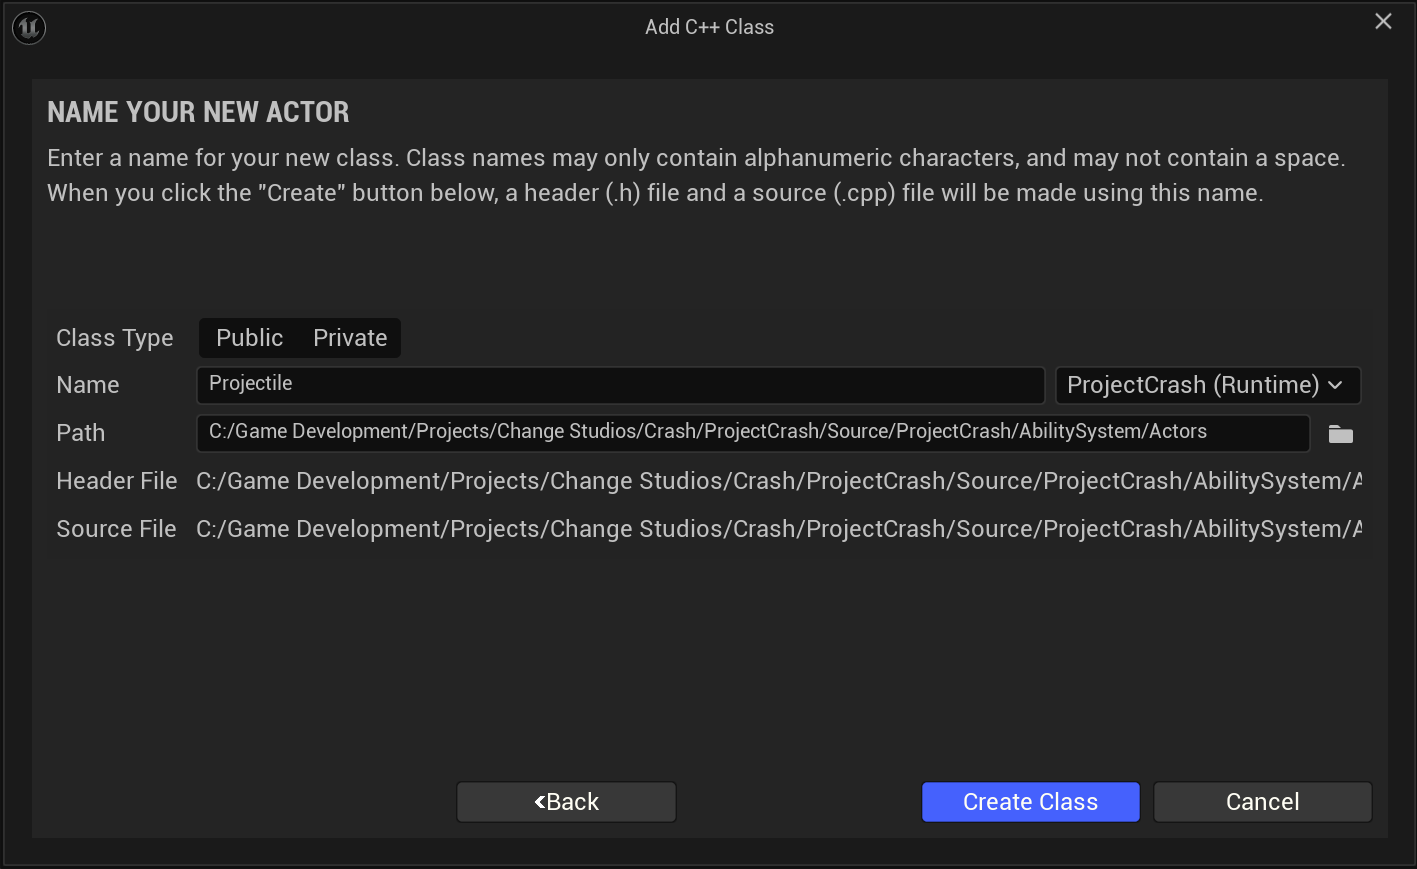 Add C++ Class
NAME YOUR NEW ACTOR
Enter a name for your new class. Class names may only contain alphanumeric characters, and may not contain a space.
When you click the "Create" button below, a header (.h) file and a source (.cpp) file will be made using this name.
Class Type Public Private
Name Projectile ProjectCrash (Runtime)
Path C:/Game Development/Projects/Change Studios/Crash/ProjectCrash/Source/ProjectCrash/AbilitySystem/Actors
Header File C:/Game Development/Projects/Change Studios/Crash/ProjectCrash/Source/ProjectCrash/AbilitySystem/A
Source File C:/Game Development/Projects/Change Studios/Crash/ProjectCrash/Source/ProjectCrash/AbilitySystem/A
<Back Create Class Cancel